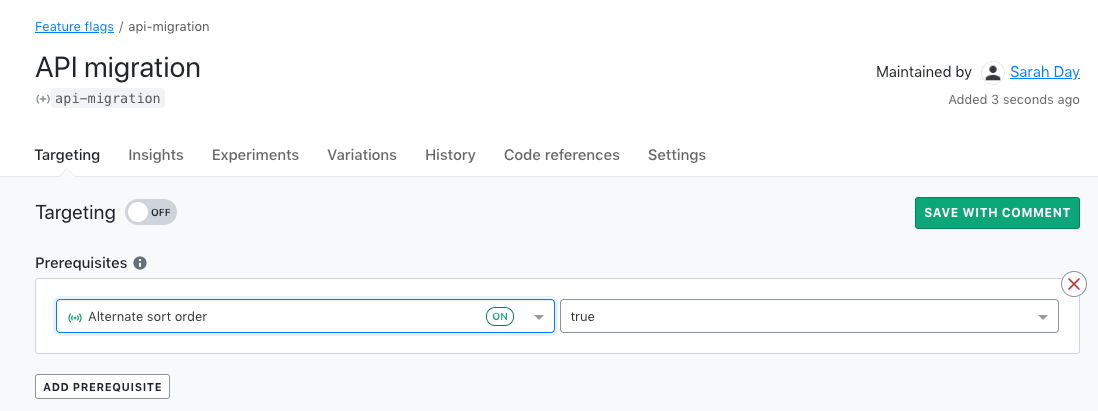 Feature flags / api-migration
API migration
Maintained by Sarah Day
(+) api-migration
Added 3 seconds ago
Targeting Insights Experiments Variations History Code references Settings
Targeting OFF SAVE WITH COMMENT
Prerequisites
Alternate sort order ON true
ADD PREREQUISITE